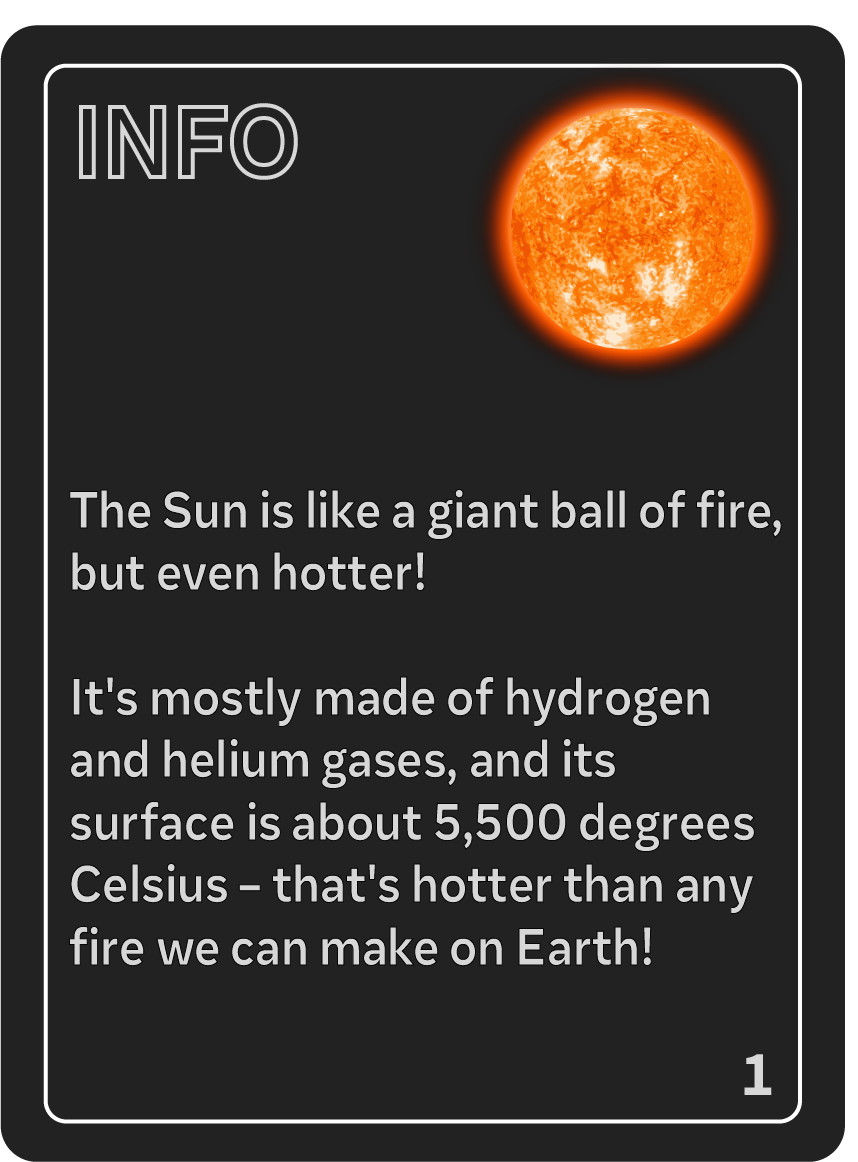 INFO
The Sun is like a giant ball of fire,
but even hotter!
It's mostly made of hydrogen
and helium gases, and its
surface is about 5,500 degrees
Celsius – that's hotter than any
fire we can make on Earth!
1